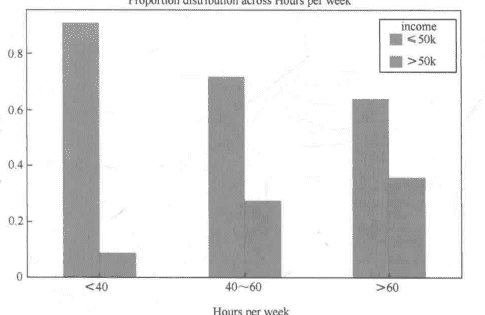 Proportion distribution across Hours per week
income
≤50k
>50k
0.8
0.6
0.4
0.2
0
<40
40～60
>60
Hours per week